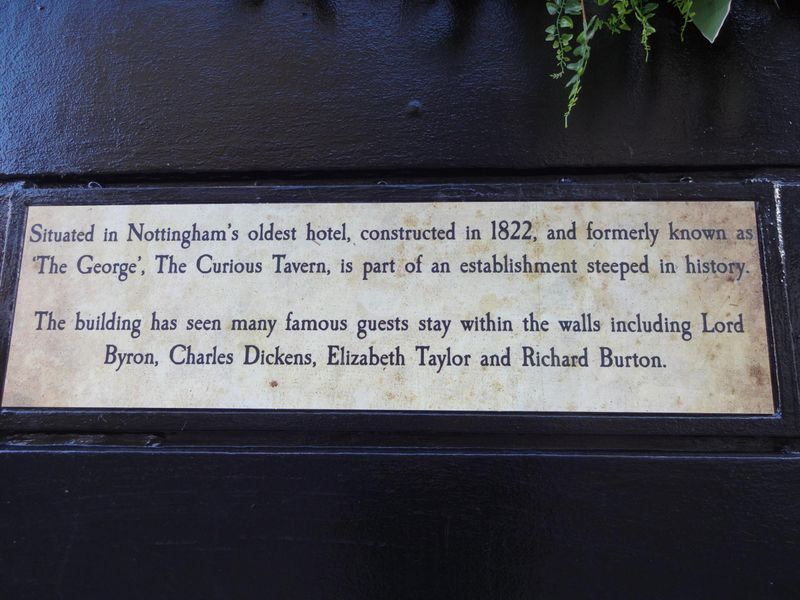 Situated in Nottingham's oldest hotel, constructed in 1822, and formerly known as
'The George', The Curious Tavern, is part of an establishment steeped in history.
The building has seen many famous guests stay within the walls including Lord
Byron, Charles Dickens, Elizabeth Taylor and Richard Burton.